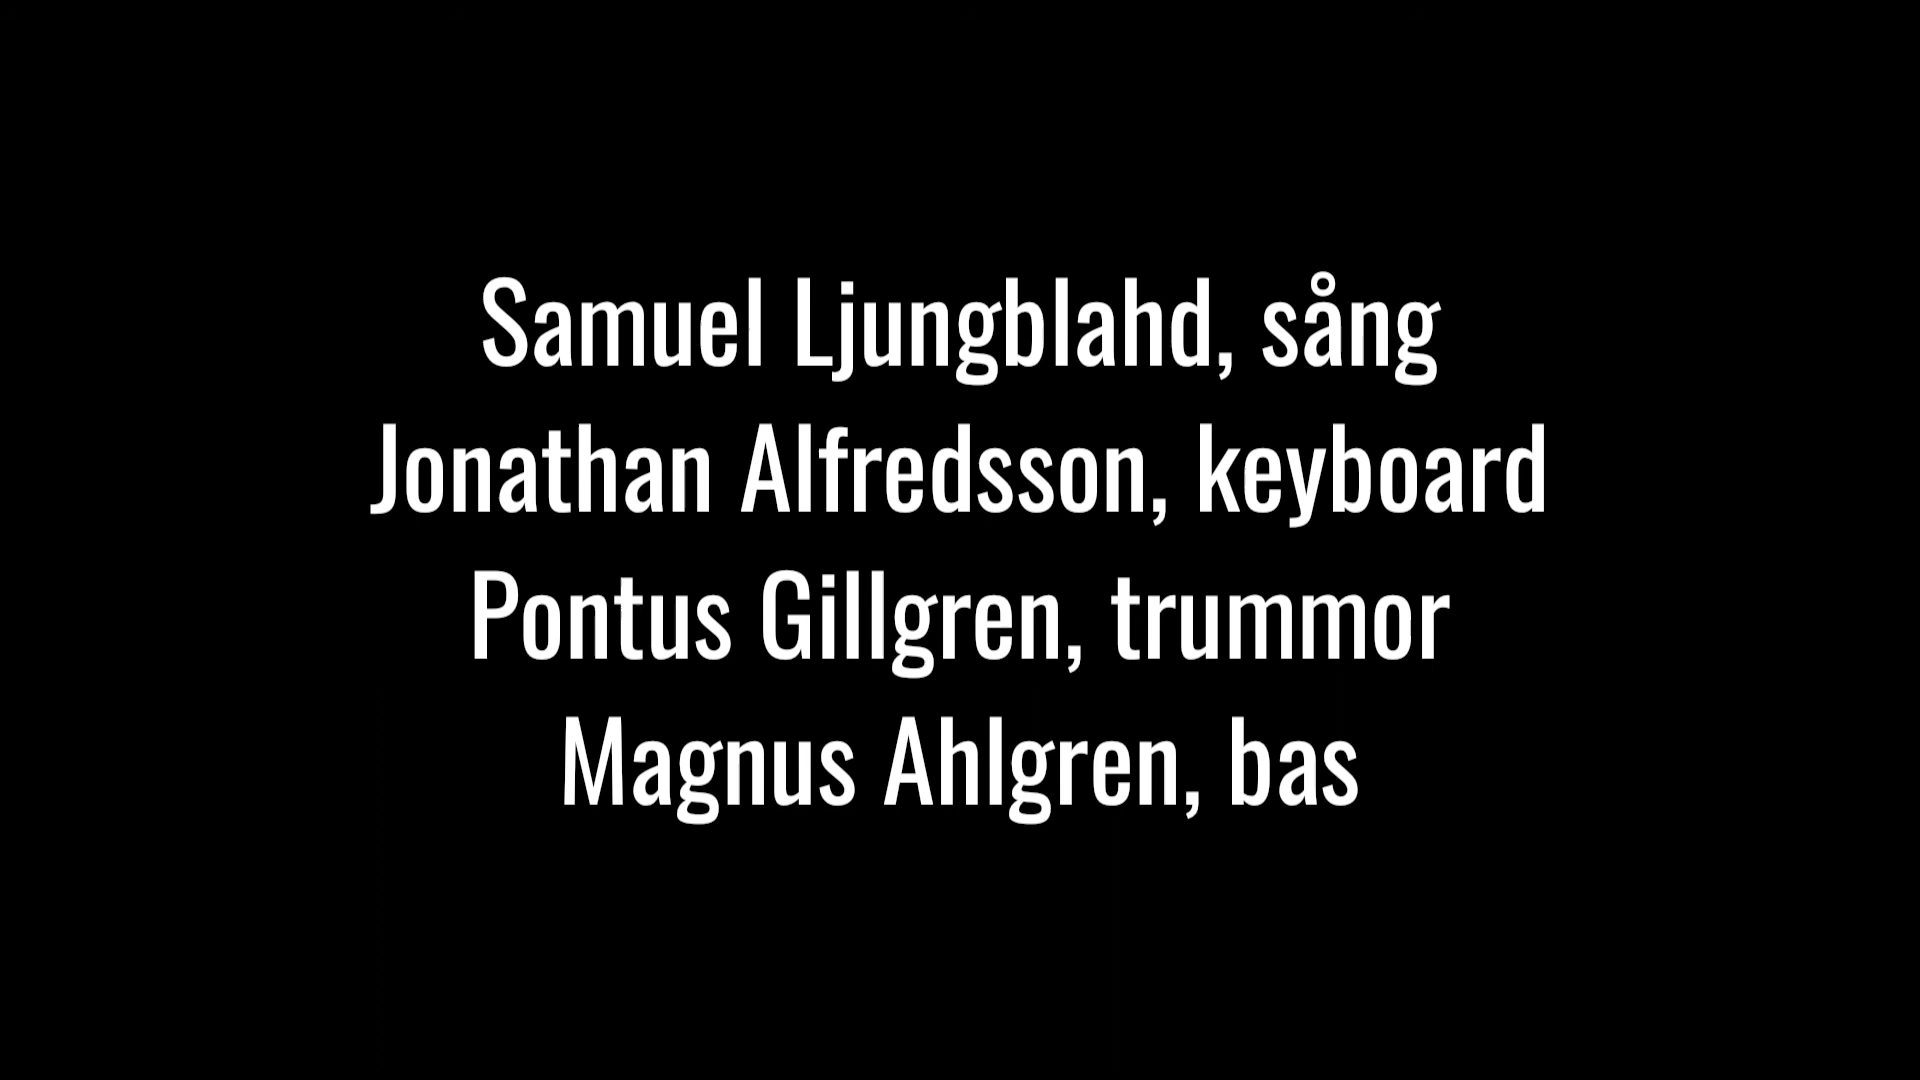 Samuel Ljungblahd, sång
Jonathan Alfredsson, keyboard
Pontus Gillgren, trummor
Magnus Ahlgren, bas